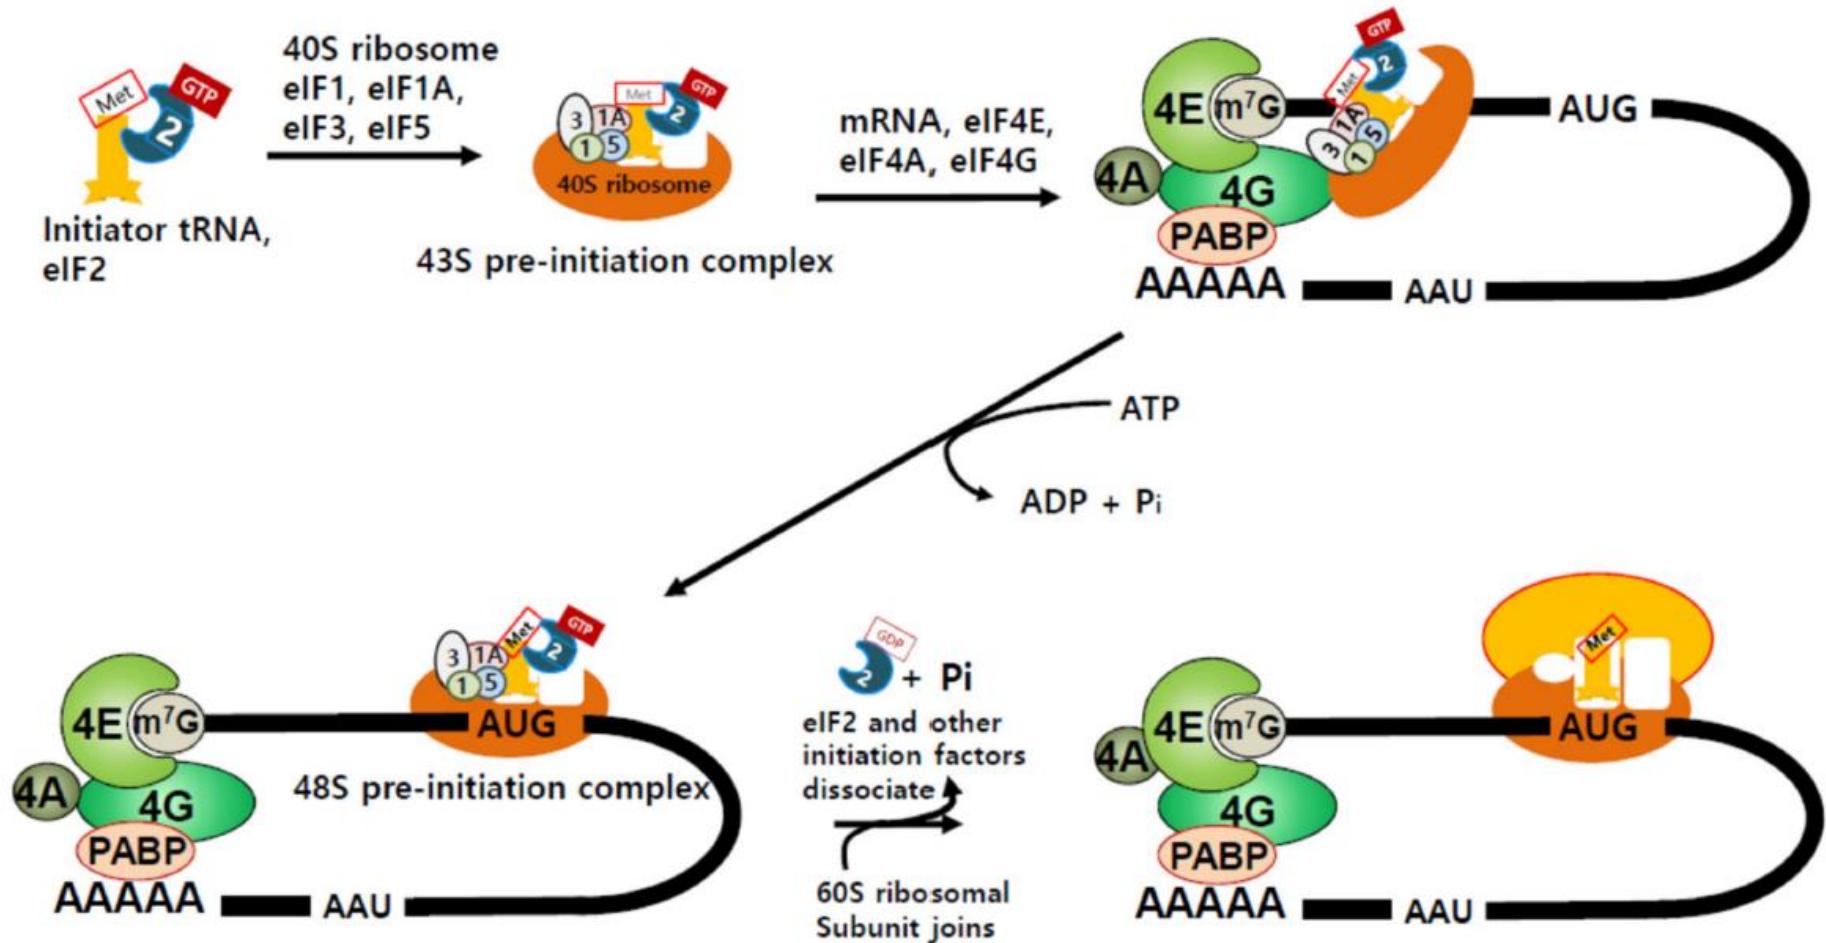 Met
GTP
2
Initiator tRNA,
eIF2
40S ribosome
eIF1, eIF1A,
eIF3, eIF5
3
1A
Met
2
GTP
1
5
40S ribosome
43S pre-initiation complex
mRNA, eIF4E,
eIF4A, eIF4G
GTP
2
Met
4E
m⁷G
1A
5
3
1
AUG
4A
4G
PABP
AAAAA
AAU
ATP
ADP + Pi
3
1A
Met
2
GTP
1
5
4E
m⁷G
AUG
48S pre-initiation complex
4A
4G
PABP
AAAAA
AAU
GDP
2
+ Pi
eIF2 and other
initiation factors
dissociate
60S ribosomal
Subunit joins
Met
4E
m⁷G
AUG
4A
4G
PABP
AAAAA
AAU